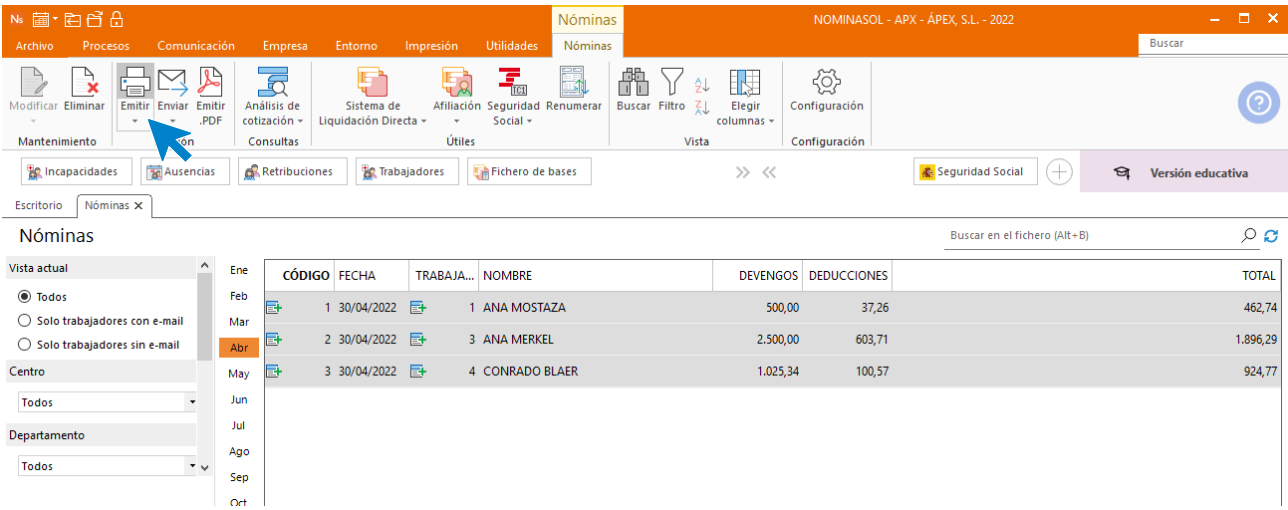 Ns Nóminas NOMINASOL - APX - ÁPEX, S.L. - 2022
Archivo Procesos Comunicación Empresa Entorno Impresión Utilidades Nóminas Buscar
Modificar Eliminar Emitir Enviar Emitir .PDF Análisis de cotización Sistema de Liquidación Directa Afiliación Seguridad Social TC1 Renumerar Buscar Filtro Elegir columnas Configuración
Mantenimiento Consultas Útiles Vista Configuración
Incapacidades Ausencias Retribuciones Trabajadores Fichero de bases Seguridad Social Versión educativa
Escritorio Nóminas
Nóminas Buscar en el fichero (Alt+B)
Vista actual
Todos
Solo trabajadores con e-mail
Solo trabajadores sin e-mail
Centro
Todos
Departamento
Todos
Ene
Feb
Mar
Abr
May
Jun
Jul
Ago
Sep
Oct
CÓDIGO FECHA TRABAJA... NOMBRE DEVENGOS DEDUCCIONES TOTAL
1 30/04/2022 1 ANA MOSTAZA 500,00 37,26 462,74
2 30/04/2022 3 ANA MERKEL 2.500,00 603,71 1.896,29
3 30/04/2022 4 CONRADO BLAER 1.025,34 100,57 924,77